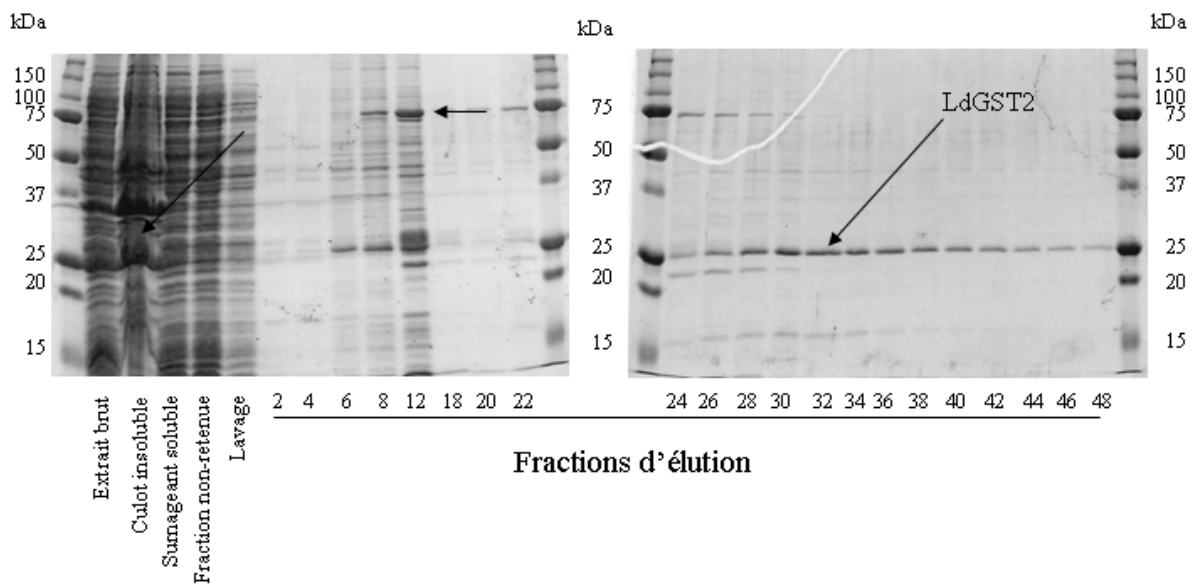 kDa
150
100
75
50
37
25
20
15
kDa
75
50
37
25
20
15
kDa
150
100
75
50
37
25
20
15
LdGST2
Extrait brut
Culot insoluble
Surnageant soluble
Fraction non-retenue
Lavage
2 4 6 8 12 18 20 22
24 26 28 30 32 34 36 38 40 42 44 46 48
Fractions d’élution